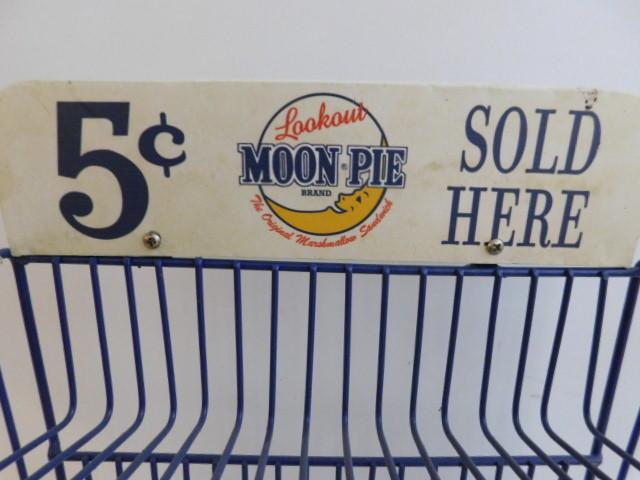 5¢
Lookout
MOON PIE
BRAND
The Original Marshmallow Sandwich
SOLD
HERE